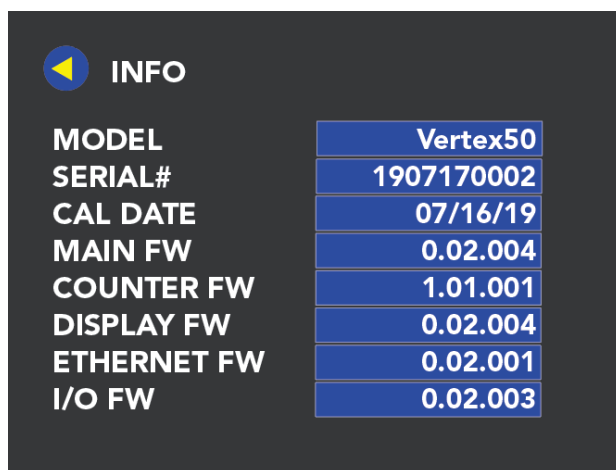 INFO
MODEL Vertex50
SERIAL# 1907170002
CAL DATE 07/16/19
MAIN FW 0.02.004
COUNTER FW 1.01.001
DISPLAY FW 0.02.004
ETHERNET FW 0.02.001
I/O FW 0.02.003